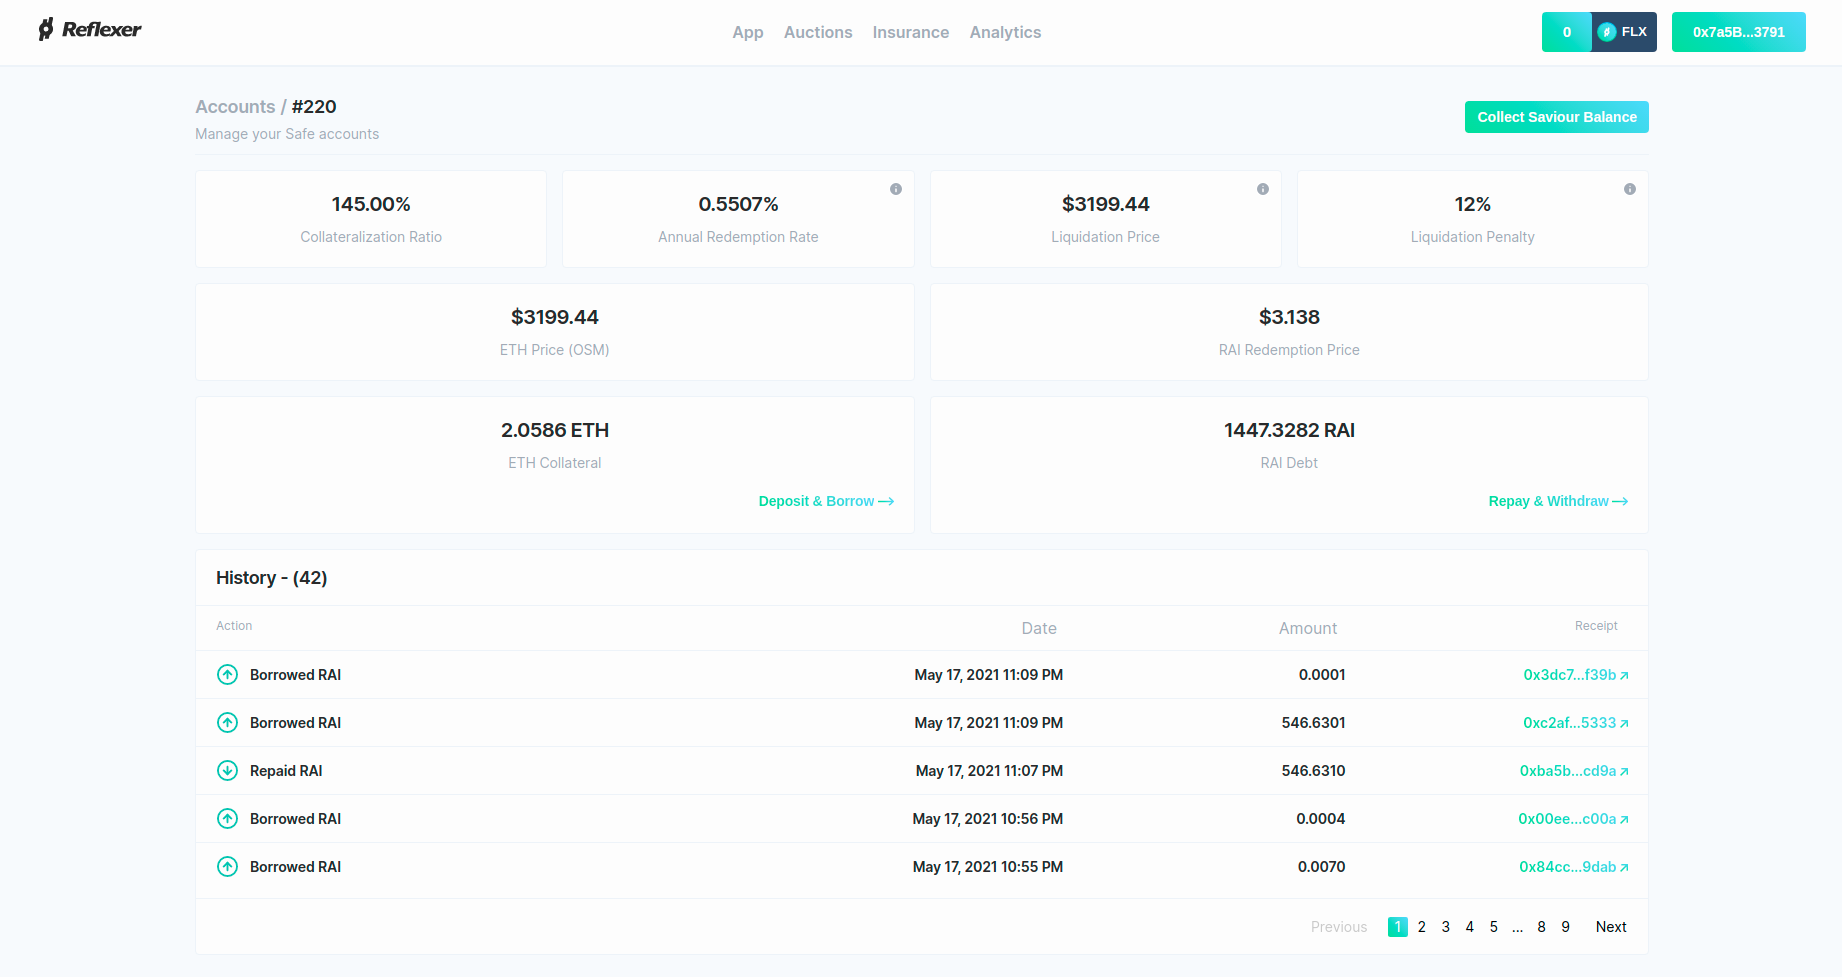 Reflexer
App Auctions Insurance Analytics
0 FLX 0x7a5B...3791
Accounts / #220
Manage your Safe accounts
Collect Saviour Balance
145.00%
Collateralization Ratio
0.5507%
Annual Redemption Rate
$3199.44
Liquidation Price
12%
Liquidation Penalty
$3199.44
ETH Price (OSM)
$3.138
RAI Redemption Price
2.0586 ETH
ETH Collateral
Deposit & Borrow →
1447.3282 RAI
RAI Debt
Repay & Withdraw →
History - (42)
Action Date Amount Receipt
Borrowed RAI May 17, 2021 11:09 PM 0.0001 0x3dc7...f39b
Borrowed RAI May 17, 2021 11:09 PM 546.6301 0xc2af...5333
Repaid RAI May 17, 2021 11:07 PM 546.6310 0xba5b...cd9a
Borrowed RAI May 17, 2021 10:56 PM 0.0004 0x00ee...c00a
Borrowed RAI May 17, 2021 10:55 PM 0.0070 0x84cc...9dab
Previous 1 2 3 4 5 ... 8 9 Next